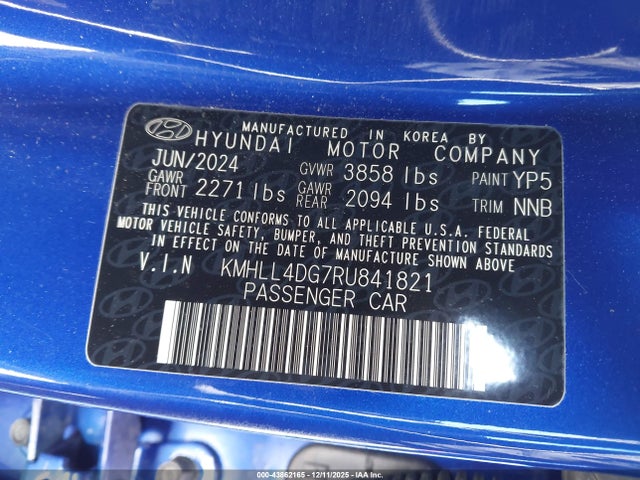 MANUFACTURED IN KOREA BY
HYUNDAI MOTOR COMPANY
JUN/2024 GVWR 3858 lbs PAINT YP5
GAWR FRONT 2271 lbs GAWR REAR 2094 lbs TRIM NNB
THIS VEHICLE CONFORMS TO ALL APPLICABLE U.S.A. FEDERAL
MOTOR VEHICLE SAFETY, BUMPER, AND THEFT PREVENTION STANDARDS
IN EFFECT ON THE DATE OF MANUFACTURE SHOWN ABOVE
V.I.N KMHLL4DG7RU841821
PASSENGER CAR
000-43862165 - 12/11/2025 - IAA Inc.